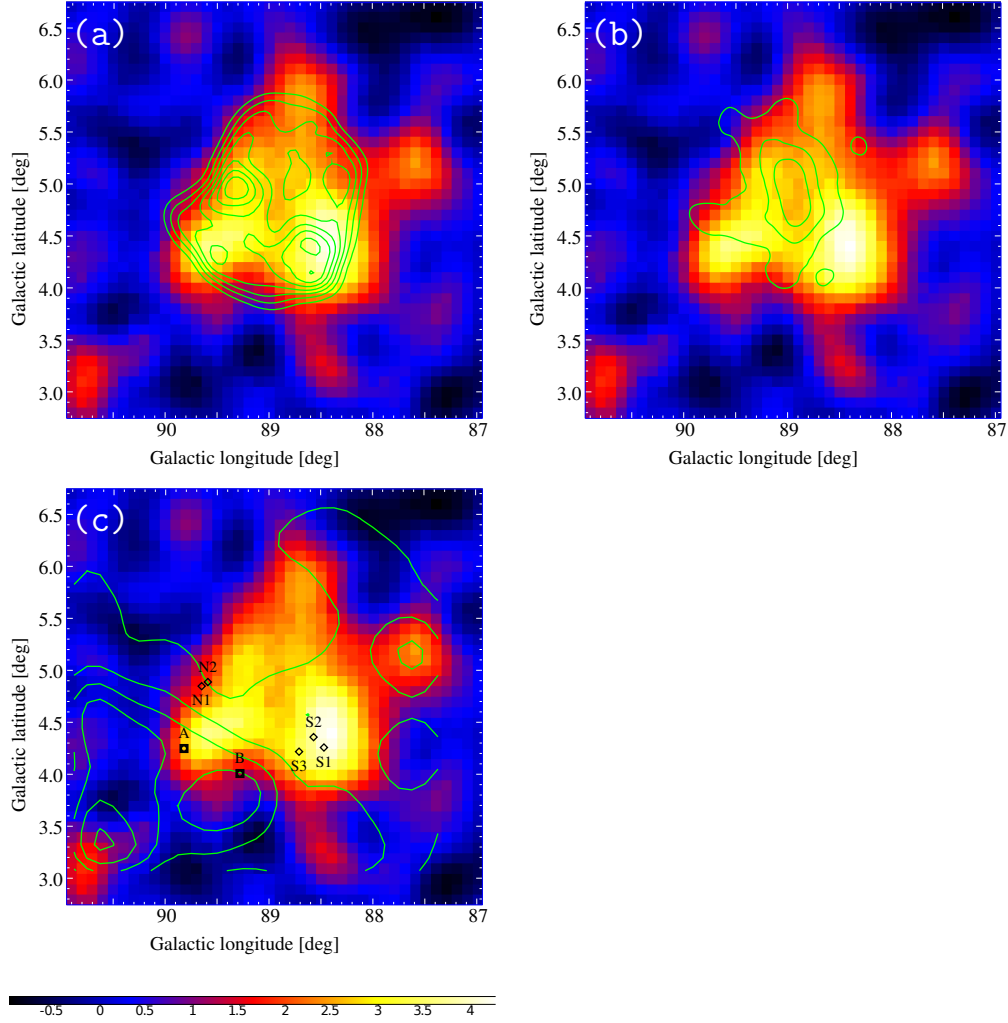 (a)
6.5
6.0
5.5
5.0
4.5
4.0
3.5
3.0
Galactic latitude [deg]
90 89 88 87
Galactic longitude [deg]
(b)
6.5
6.0
5.5
5.0
4.5
4.0
3.5
3.0
Galactic latitude [deg]
90 89 88 87
Galactic longitude [deg]
(c)
6.5
6.0
5.5
5.0
4.5
4.0
3.5
3.0
Galactic latitude [deg]
N2
N1
A
B
S2
S3
S1
90 89 88 87
Galactic longitude [deg]
-0.5 0 0.5 1 1.5 2 2.5 3 3.5 4